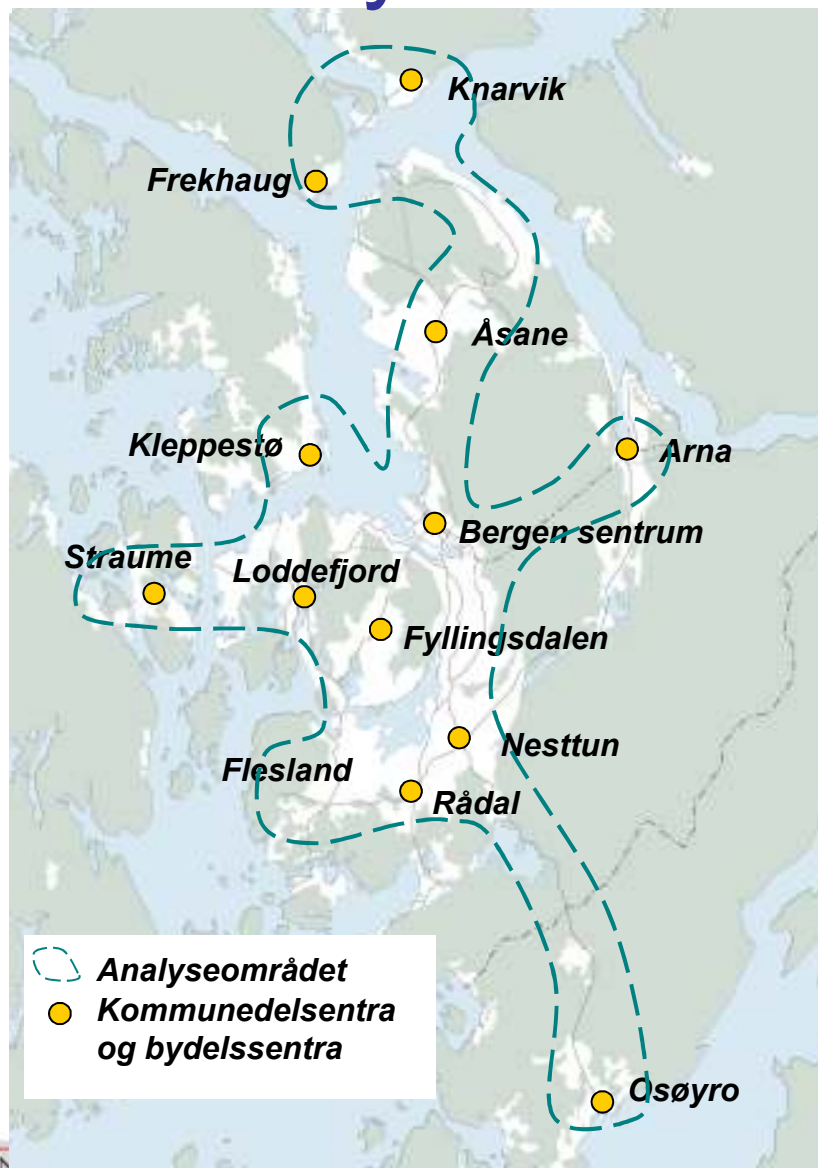 Knarvik
Frekhaug
Åsane
Kleppestø
Arna
Bergen sentrum
Straume
Loddefjord
Fyllingsdalen
Nesttun
Flesland
Rådal
Analyseområdet
Kommunedelsentra
og bydelssentra
Osøyro